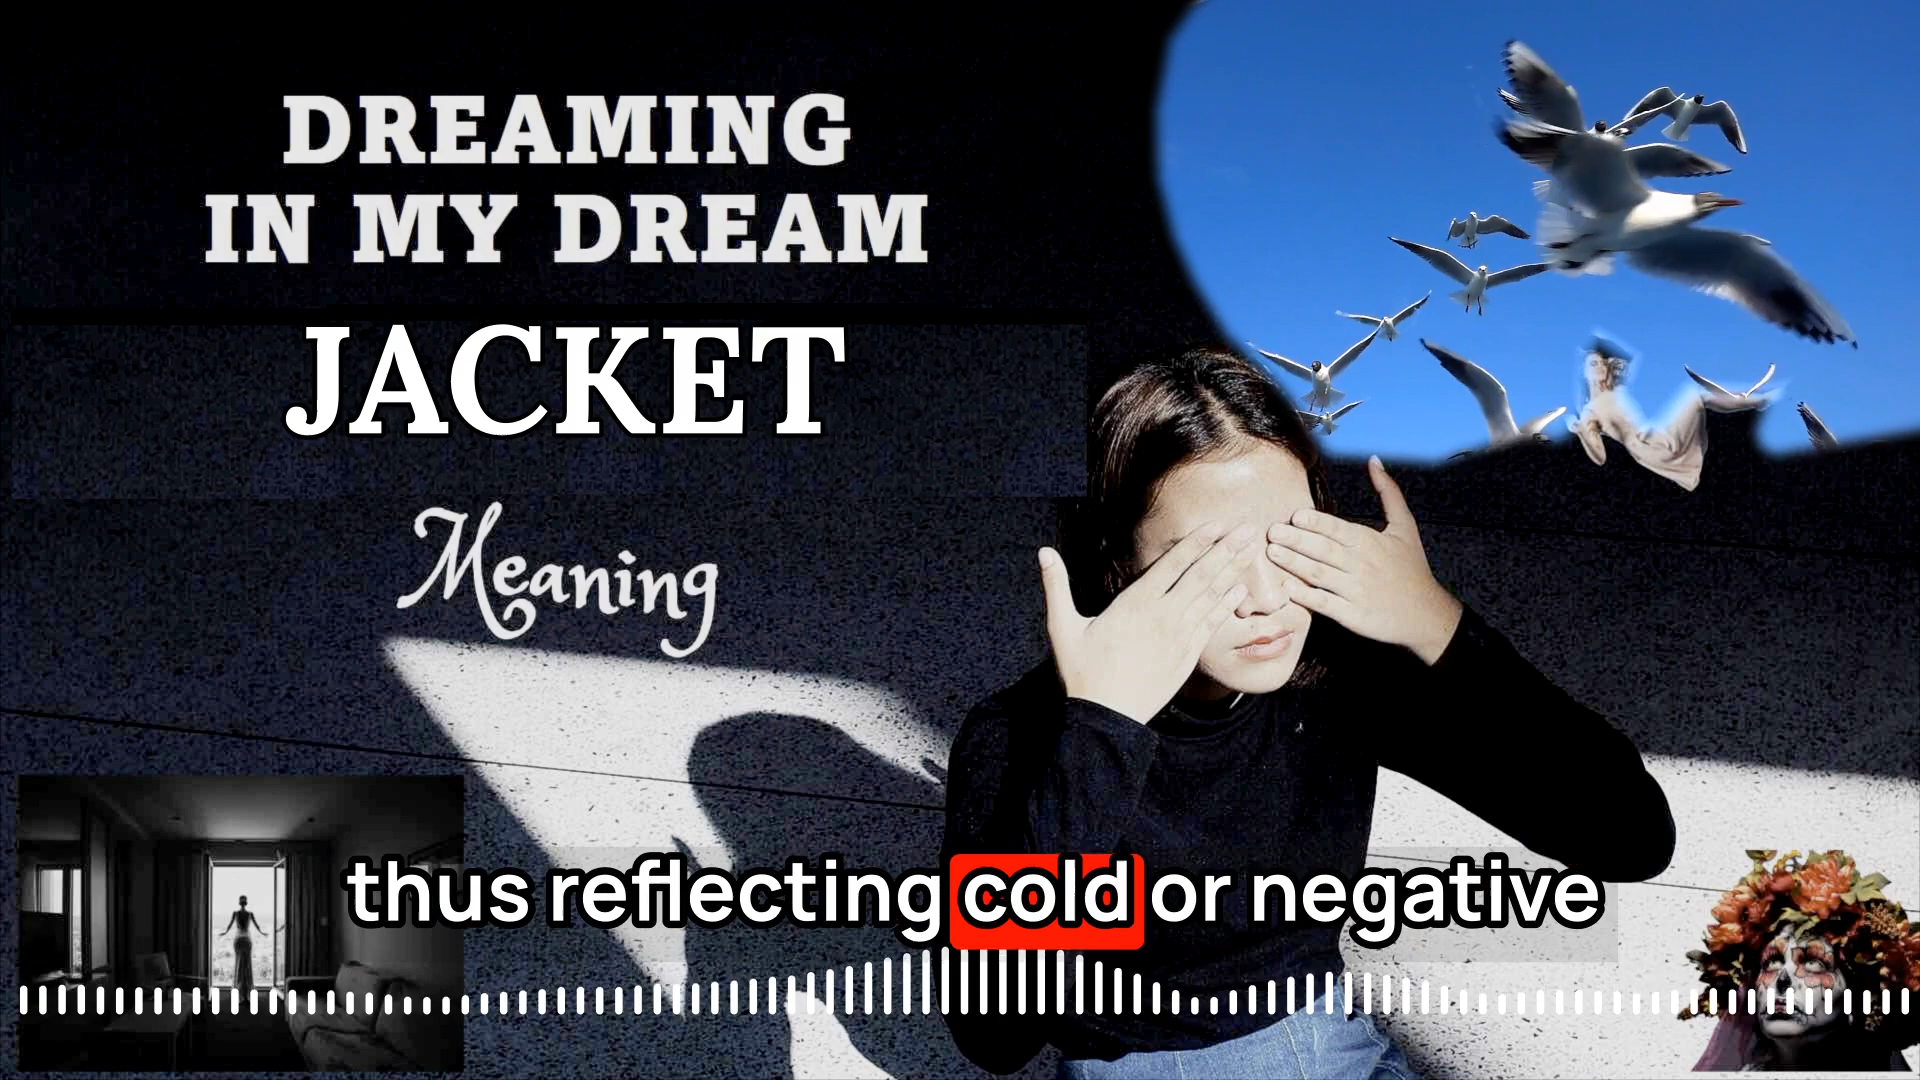 DREAMING
IN MY DREAM
JACKET
Meaning
thus reflecting cold or negative